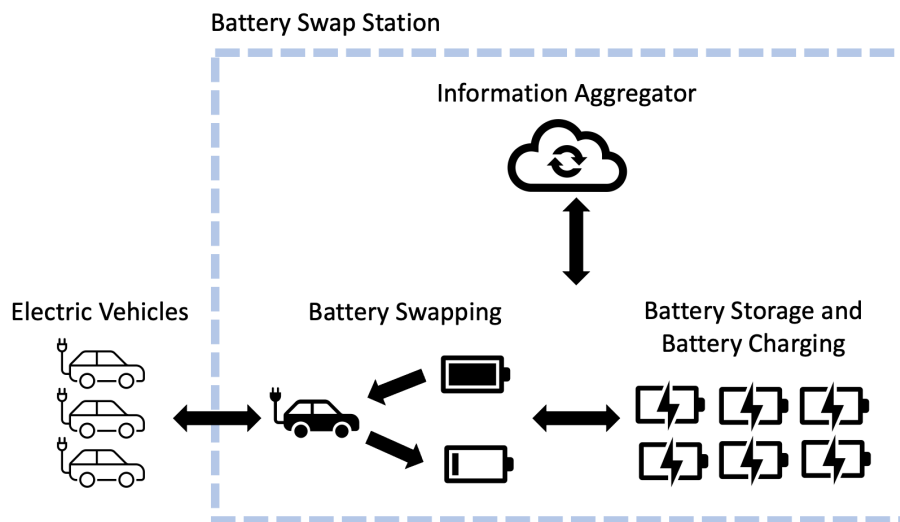 Battery Swap Station
Information Aggregator
Electric Vehicles
Battery Swapping
Battery Storage and
Battery Charging